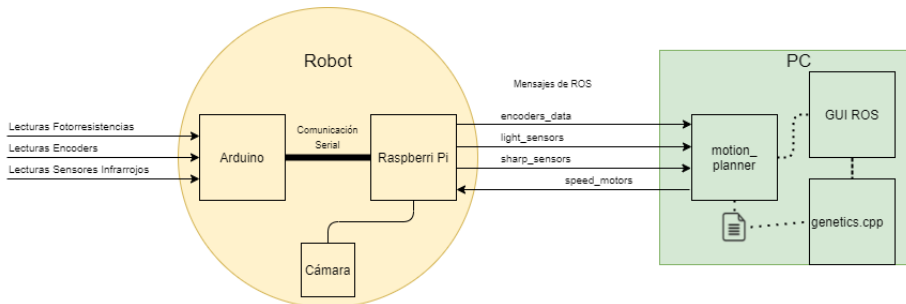 Robot
PC
Mensajes de ROS
GUI ROS
encoders_data
Lecturas Fotorresistencias
Comunicación
Serial
light_sensors
Lecturas Encoders
Arduino
Raspberri Pi
sharp_sensors
motion_
planner
Lecturas Sensores Infrarrojos
speed_motors
genetics.cpp
Cámara